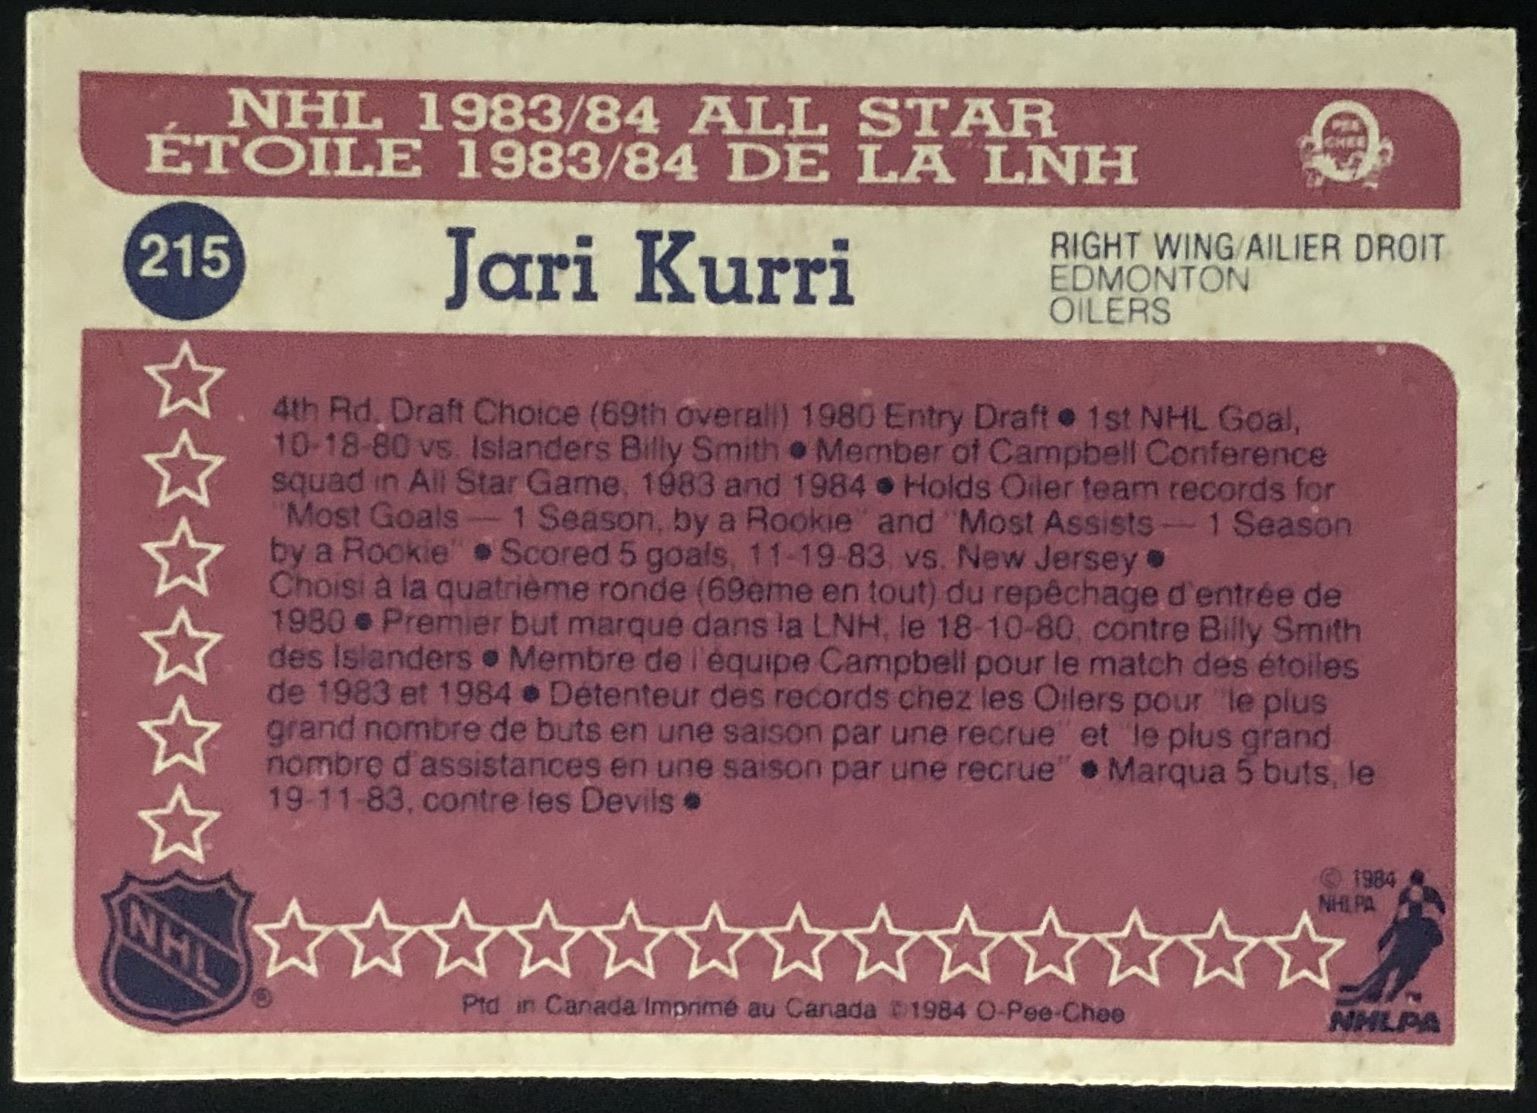 NHL 1983/84 ALL STAR
ÉTOILE 1983/84 DE LA LNH
O PEE CHEE
215
Jari Kurri
RIGHT WING/AILIER DROIT
EDMONTON
OILERS
4th Rd. Draft Choice (69th overall) 1980 Entry Draft ● 1st NHL Goal,
10-18-80 vs. Islanders Billy Smith ● Member of Campbell Conference
squad in All Star Game, 1983 and 1984 ● Holds Oiler team records for
"Most Goals — 1 Season, by a Rookie" and "Most Assists — 1 Season
by a Rookie" ● Scored 5 goals, 11-19-83, vs. New Jersey ●
Choisi à la quatrième ronde (69eme en tout) du repêchage d'entrée de
1980 ● Premier but marqué dans la LNH, le 18-10-80, contre Billy Smith
des Islanders ● Membre de l'équipe Campbell pour le match des étoiles
de 1983 et 1984 ● Détenteur des records chez les Oilers pour "le plus
grand nombre de buts en une saison par une recrue" et "le plus grand
nombre d'assistances en une saison par une recrue" ● Marqua 5 buts, le
19-11-83, contre les Devils ●
© 1984
NHLPA
NHL
®
Ptd. in Canada/Imprimé au Canada ©1984 O-Pee-Chee
NHLPA